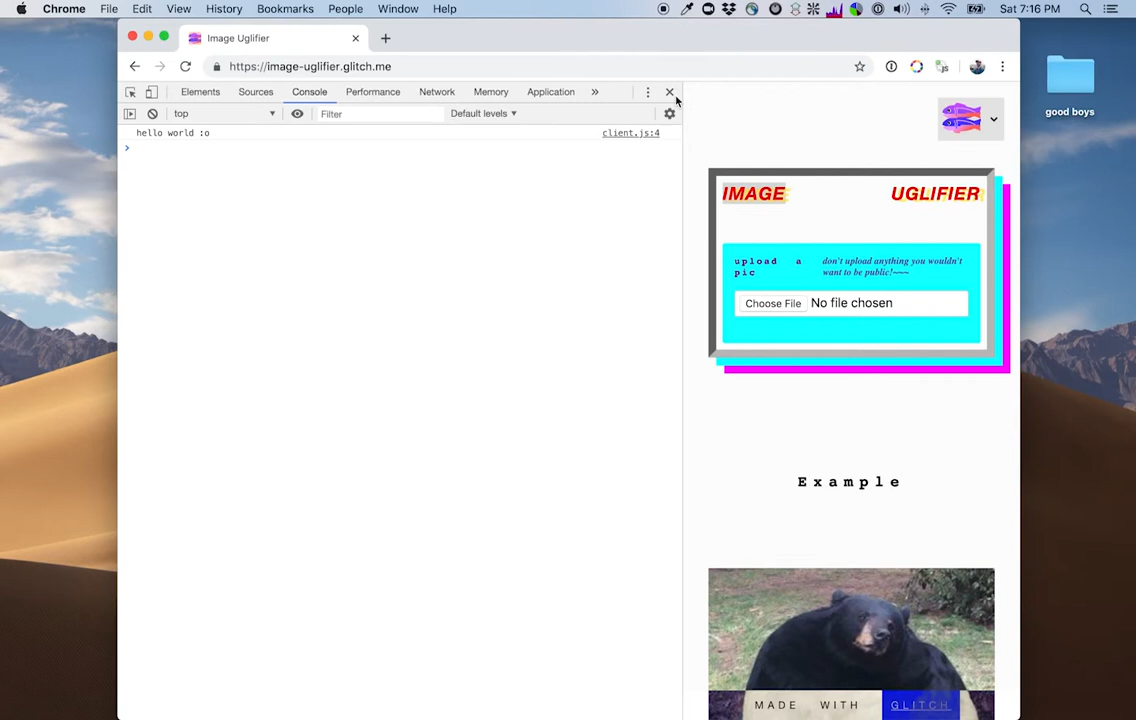 Chrome File Edit View History Bookmarks People Window Help Sat 7:16 PM
Image Uglifier
https://image-uglifier.glitch.me
js
Elements Sources Console Performance Network Memory Application »
top Filter Default levels
hello world :o client.js:4
>
good boys
IMAGE UGLIFIER
upload a pic
don't upload anything you wouldn't
want to be public!~~~
Choose File No file chosen
Example
MADE WITH GLITCH